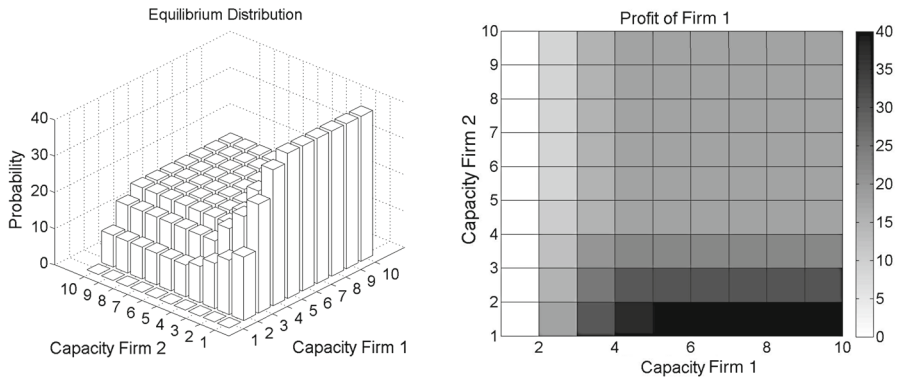 Equilibrium Distribution
Probability
40
30
20
10
0
10 9 8 7 6 5 4 3 2 1
Capacity Firm 2
1 2 3 4 5 6 7 8 9 10
Capacity Firm 1
Profit of Firm 1
Capacity Firm 2
10
9
8
7
6
5
4
3
2
1
2 4 6 8 10
Capacity Firm 1
40
35
30
25
20
15
10
5
0